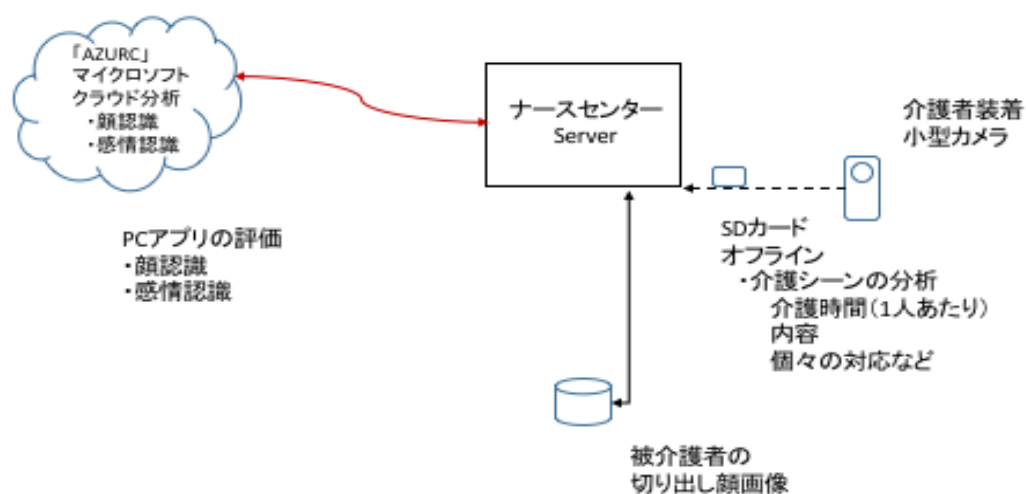 「AZURC」
マイクロソフト
クラウド分析
・顔認識
・感情認識
ナースセンター
Server
介護者装着
小型カメラ
PCアプリの評価
・顔認識
・感情認識
SDカード
オフライン
・介護シーンの分析
介護時間(1人あたり)
内容
個々の対応など
被介護者の
切り出し顔画像